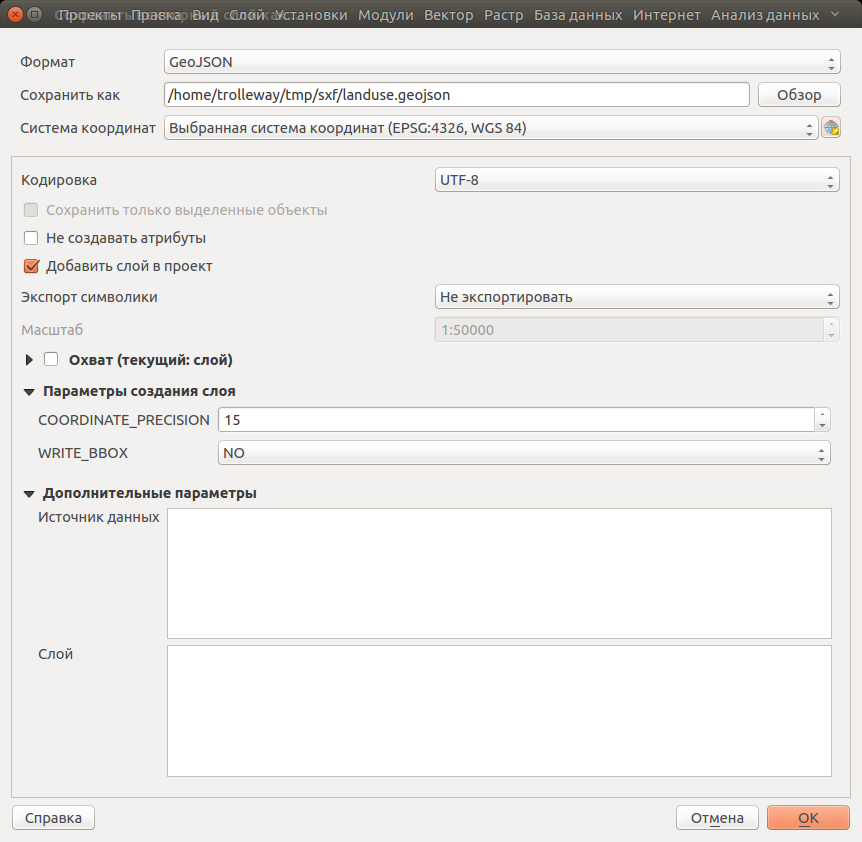 Проекты Правка Вид Слой Установки Модули Вектор Растр База данных Интернет Анализ данных
Формат GeoJSON
Сохранить как /home/trolleway/tmp/sxf/landuse.geojson Обзор
Система координат Выбранная система координат (EPSG:4326, WGS 84)
Кодировка UTF-8
Сохранить только выделенные объекты
Не создавать атрибуты
Добавить слой в проект
Экспорт символики Не экспортировать
Масштаб 1:50000
Охват (текущий: слой)
Параметры создания слоя
COORDINATE_PRECISION 15
WRITE_BBOX NO
Дополнительные параметры
Источник данных
Слой
Справка Отмена OK